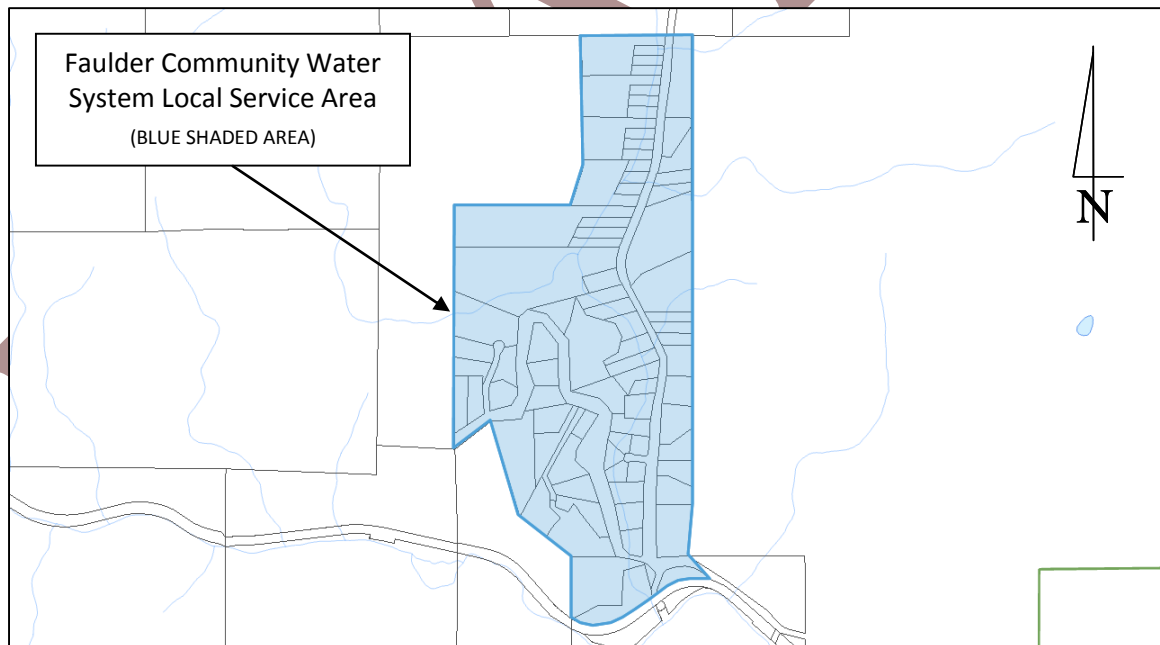 Faulder Community Water
System Local Service Area
(BLUE SHADED AREA)
N